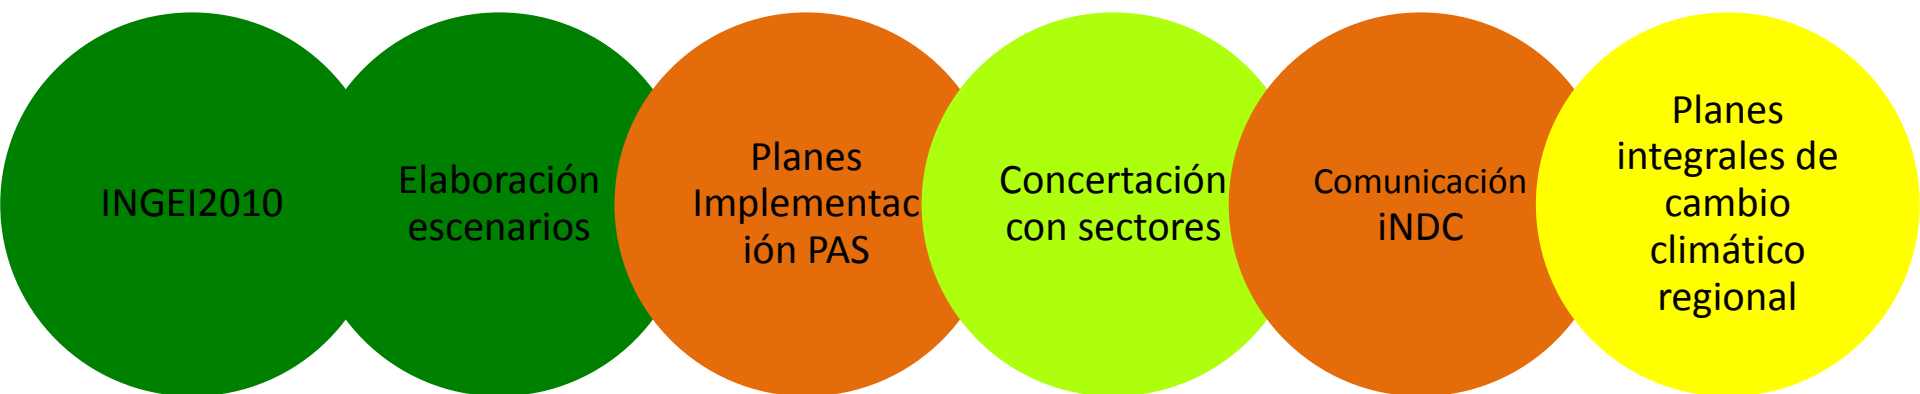 INGEI2010
Elaboración
escenarios
Planes
Implementac
ión PAS
Concertación
con sectores
Comunicación
iNDC
Planes
integrales de
cambio
climático
regional